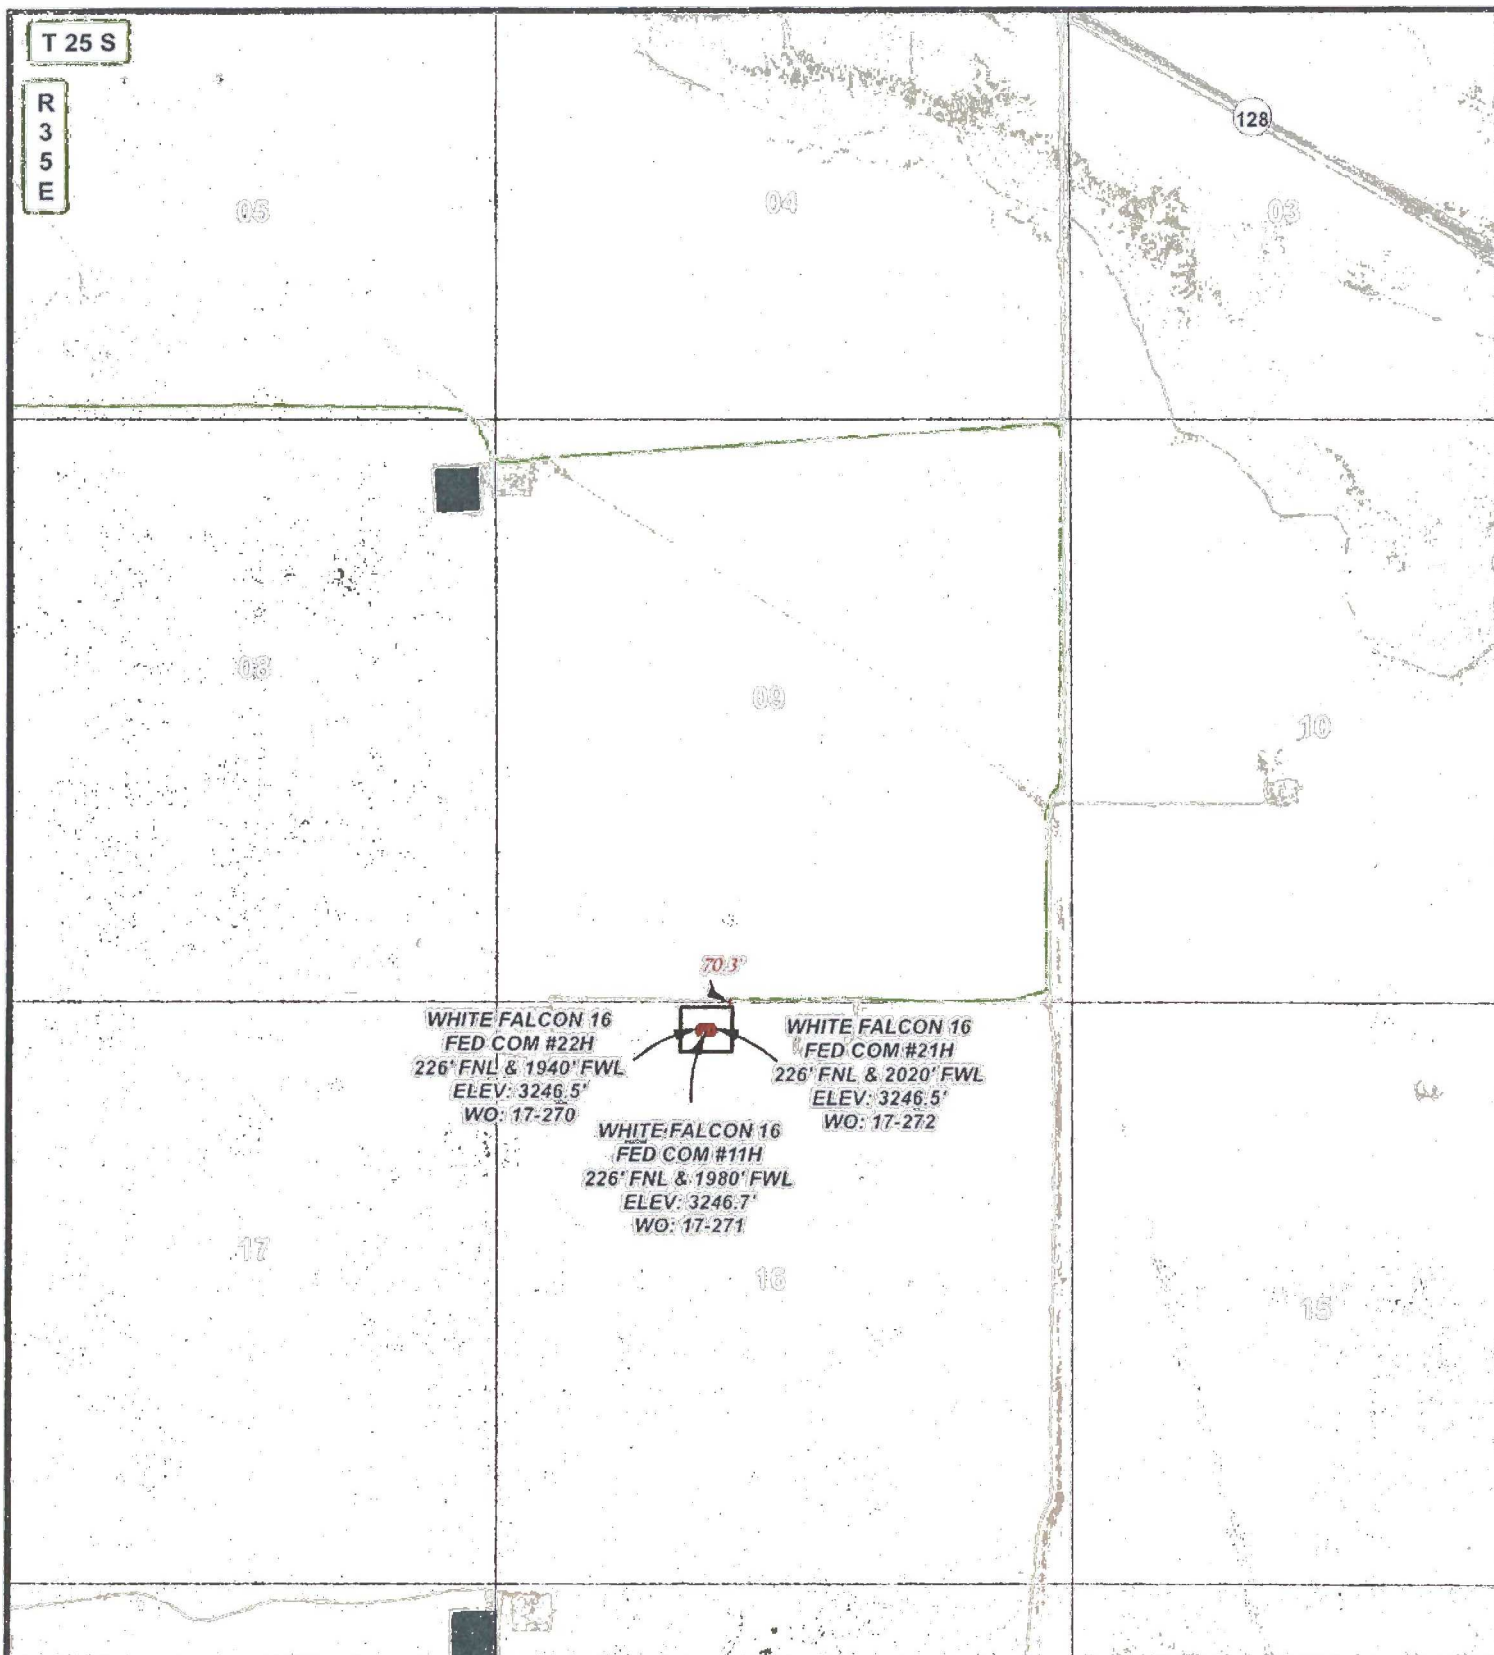 T 25 S
R
3
5
E
128
05
04
03
08
09
10
70.3'
WHITE FALCON 16
FED COM #22H
226' FNL & 1940' FWL
ELEV: 3246.5'
WO: 17-270
WHITE FALCON 16
FED COM #21H
226' FNL & 2020' FWL
ELEV: 3246.5'
WO: 17-272
WHITE FALCON 16
FED COM #11H
226' FNL & 1980' FWL
ELEV: 3246.7'
WO: 17-271
17
16
15